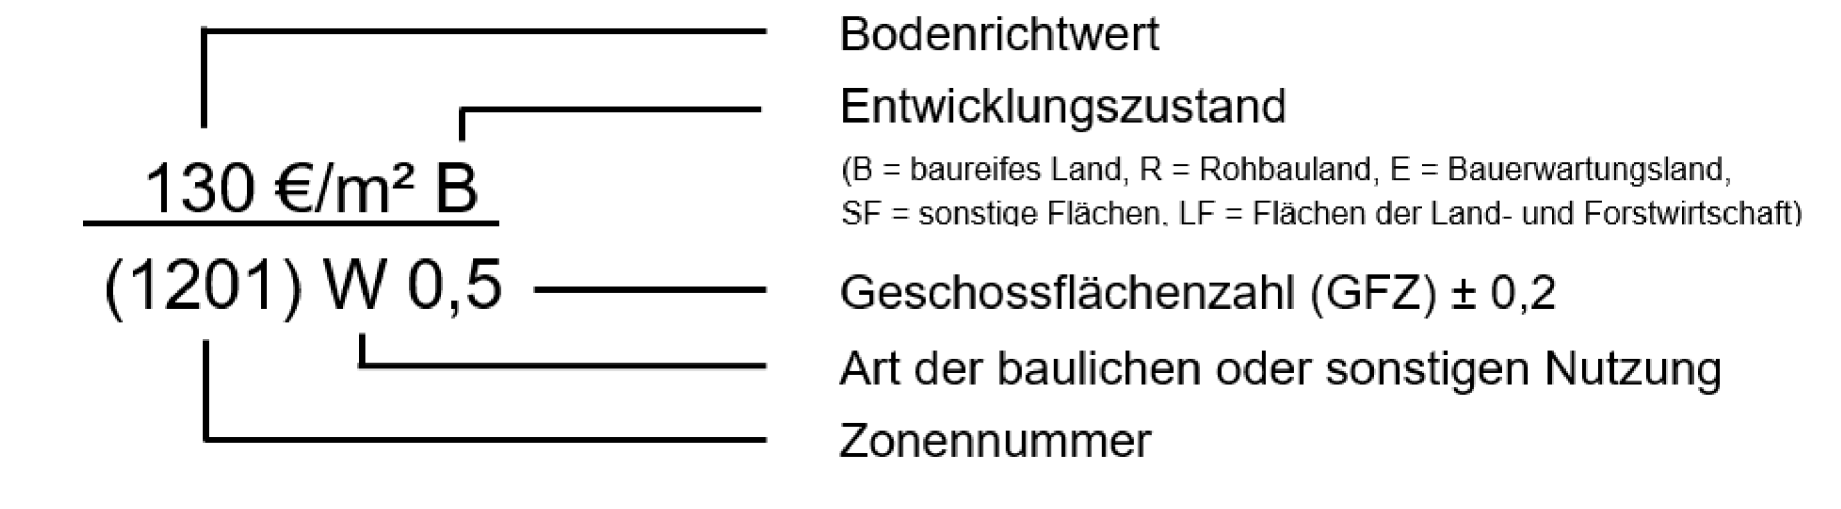 Bodenrichtwert
Entwicklungszustand
130 €/m² B
(B = baureifes Land, R = Rohbauland, E = Bauerwartungsland,
SF = sonstige Flächen, LF = Flächen der Land- und Forstwirtschaft)
(1201) W 0,5
Geschossflächenzahl (GFZ) ± 0,2
Art der baulichen oder sonstigen Nutzung
Zonennummer